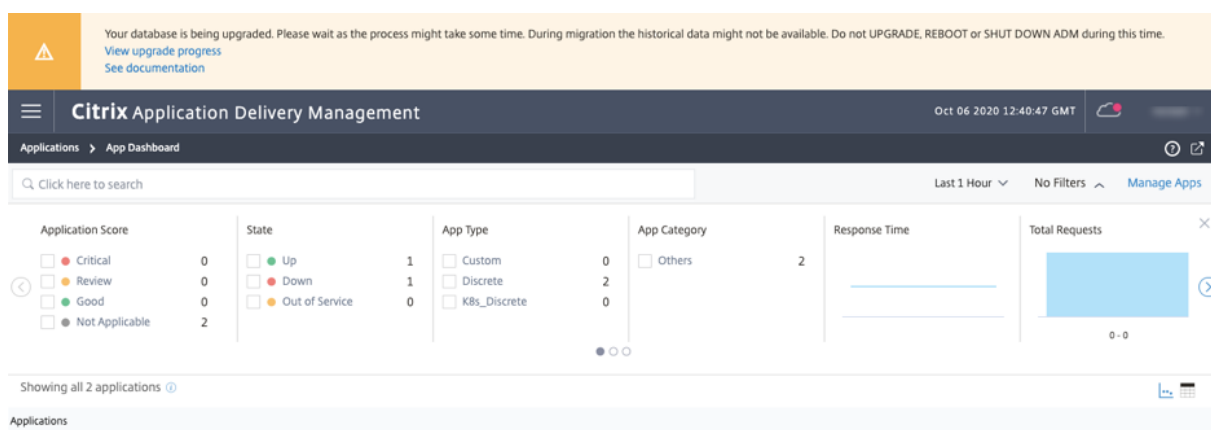 Your database is being upgraded. Please wait as the process might take some time. During migration the historical data might not be available. Do not UPGRADE, REBOOT or SHUT DOWN ADM during this time.
View upgrade progress
See documentation
Citrix Application Delivery Management
Oct 06 2020 12:40:47 GMT
Applications > App Dashboard
Click here to search
Last 1 Hour
No Filters
Manage Apps
Application Score
Critical 0
Review 0
Good 0
Not Applicable 2
State
Up 1
Down 1
Out of Service 0
App Type
Custom 0
Discrete 2
K8s_Discrete 0
App Category
Others 2
Response Time
Total Requests
0 - 0
Showing all 2 applications
Applications